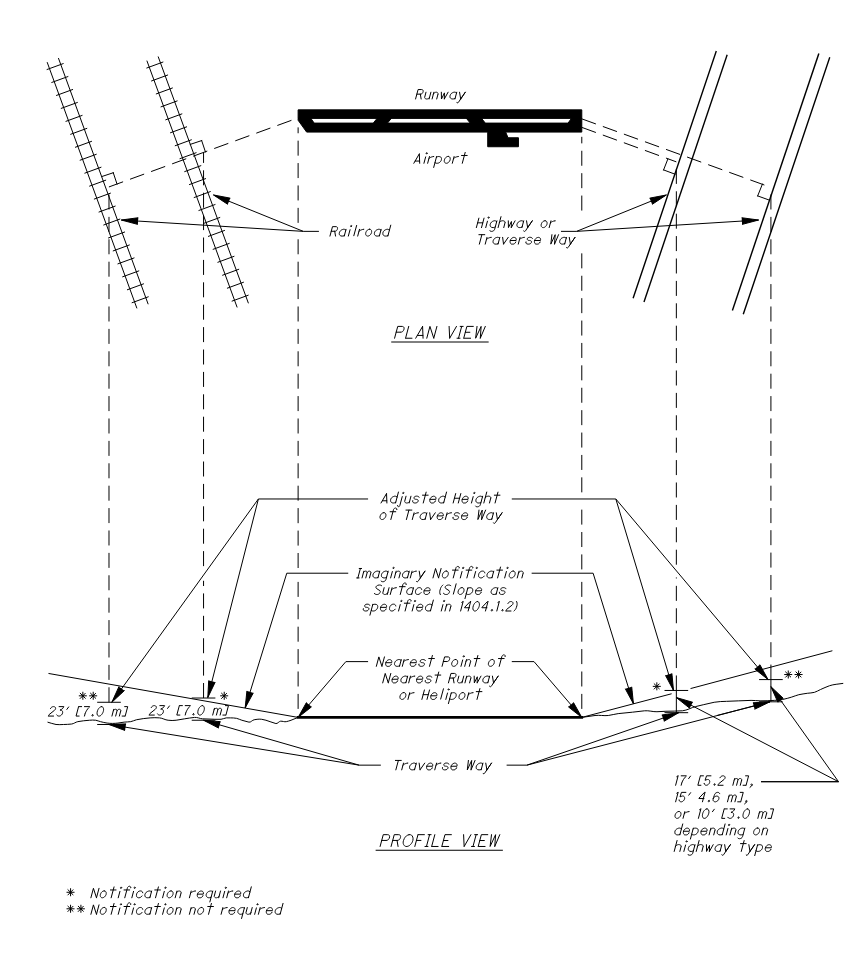 Runway
Airport
Railroad
Highway or
Traverse Way
PLAN VIEW
Adjusted Height
of Traverse Way
Imaginary Nofification
Surface (Slope as
specified in 1404.1.2)
Nearest Point of
Nearest Runway
or Heliport
** 
*
*
**
23' [7.0 m]
23' [7.0 m]
Traverse Way
17' [5.2 m],
15' 4.6 m],
or 10' [3.0 m]
depending on
highway type
PROFILE VIEW
* Notification required
** Notification not required